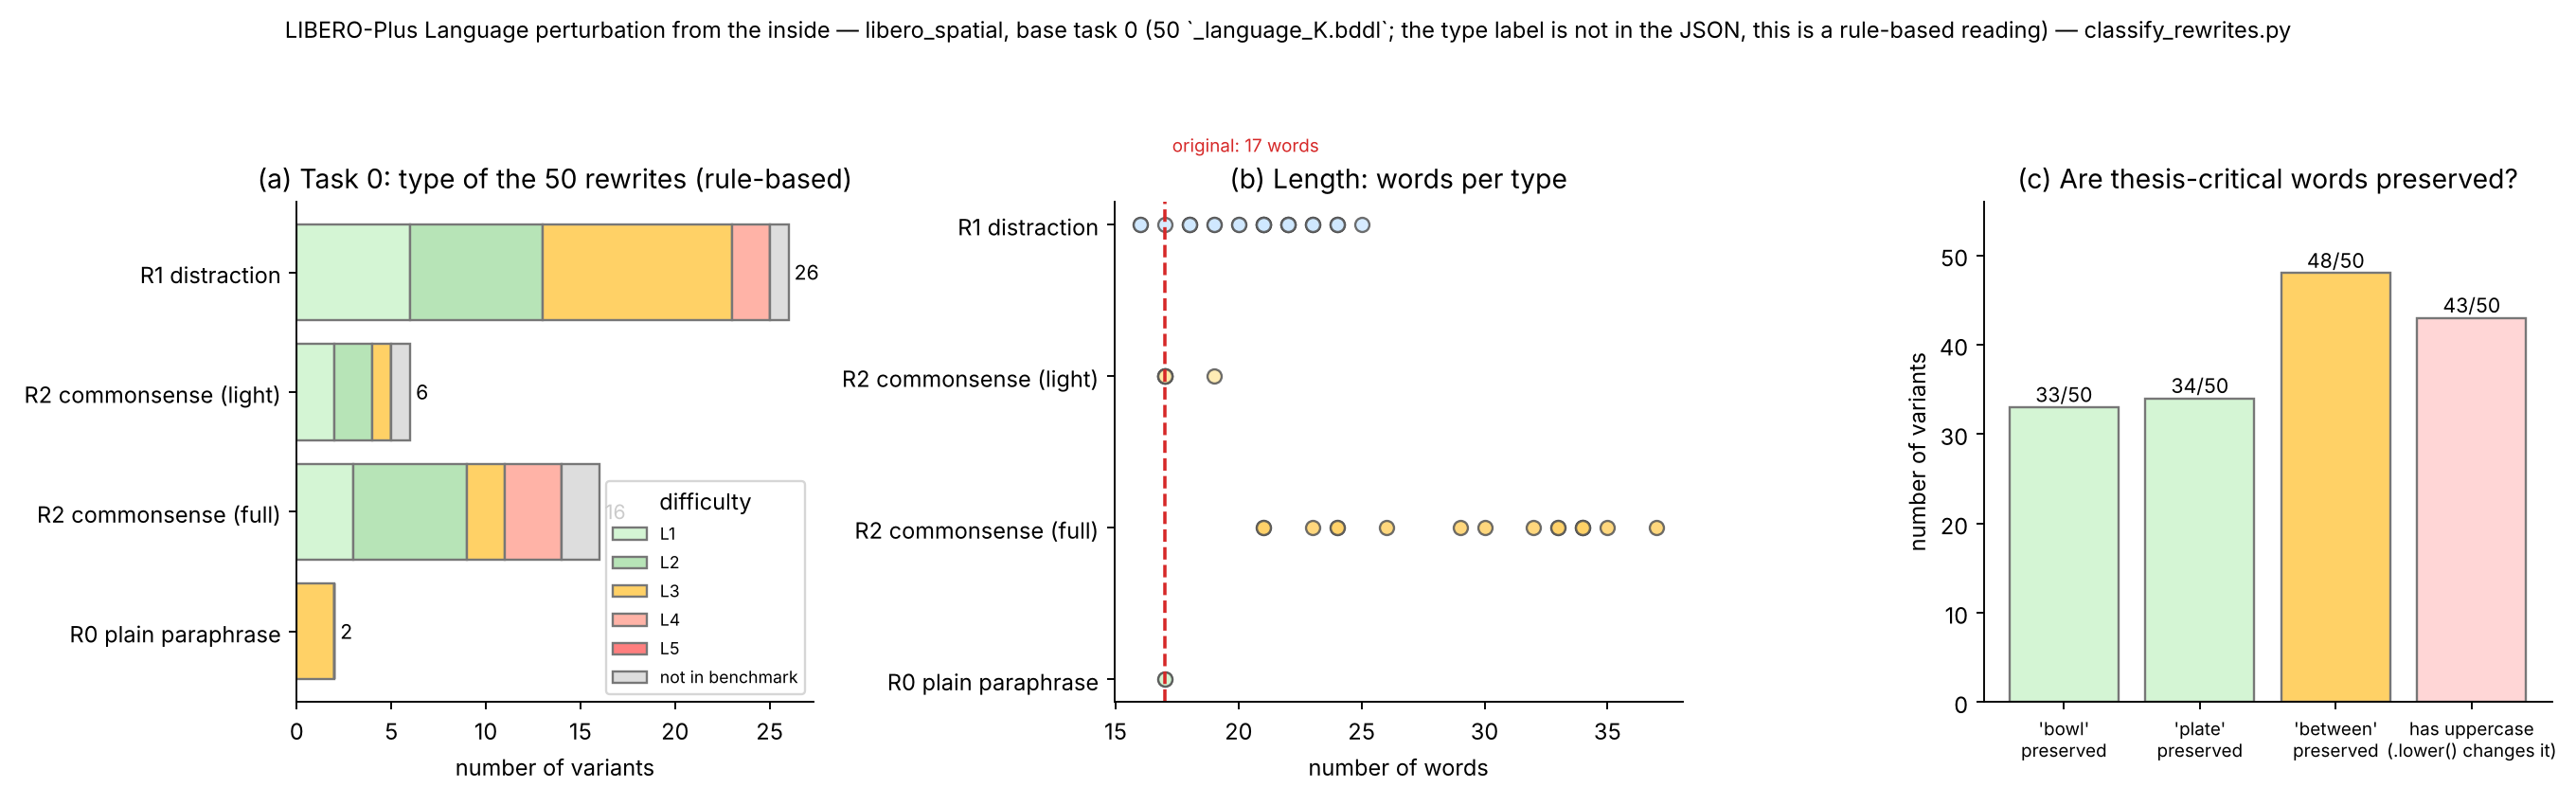 LIBERO-Plus Language perturbation from the inside — libero_spatial, base task 0 (50 `_language_K.bddl`; the type label is not in the JSON, this is a rule-based reading) — classify_rewrites.py
(a) Task 0: type of the 50 rewrites (rule-based)
R1 distraction
26
R2 commonsense (light)
6
R2 commonsense (full)
16
R0 plain paraphrase
2
difficulty
L1
L2
L3
L4
L5
not in benchmark
0 5 10 15 20 25
number of variants
original: 17 words
(b) Length: words per type
R1 distraction
R2 commonsense (light)
R2 commonsense (full)
R0 plain paraphrase
15 20 25 30 35
number of words
(c) Are thesis-critical words preserved?
number of variants
50
40
30
20
10
0
33/50
34/50
48/50
43/50
'bowl'
preserved
'plate'
preserved
'between'
preserved
has uppercase
(.lower() changes it)